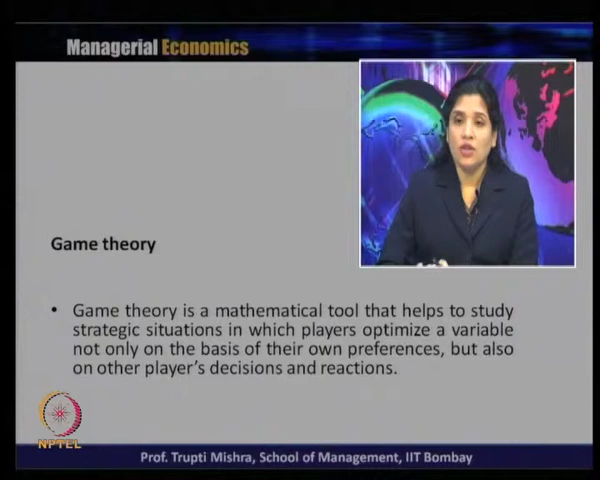 Managerial Economics
Game theory
• Game theory is a mathematical tool that helps to study
strategic situations in which players optimize a variable
not only on the basis of their own preferences, but also
on other player's decisions and reactions.
NPTEL
Prof. Trupti Mishra, School of Management, IIT Bombay